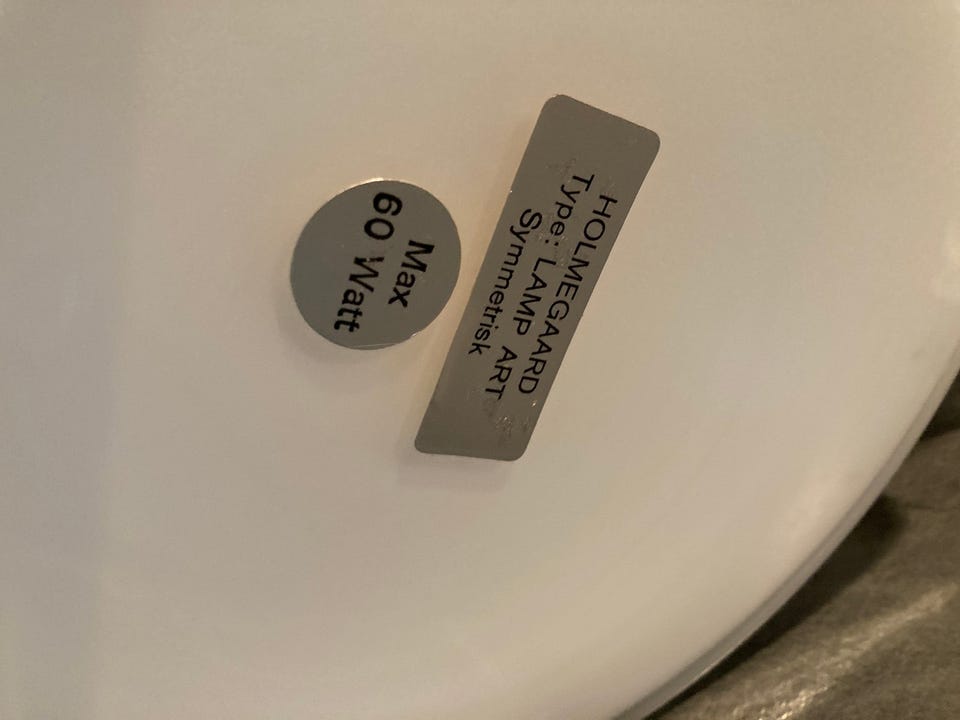 HOLMEGAARD
Type: LAMP ART
Symmetrisk
Max
60 Watt